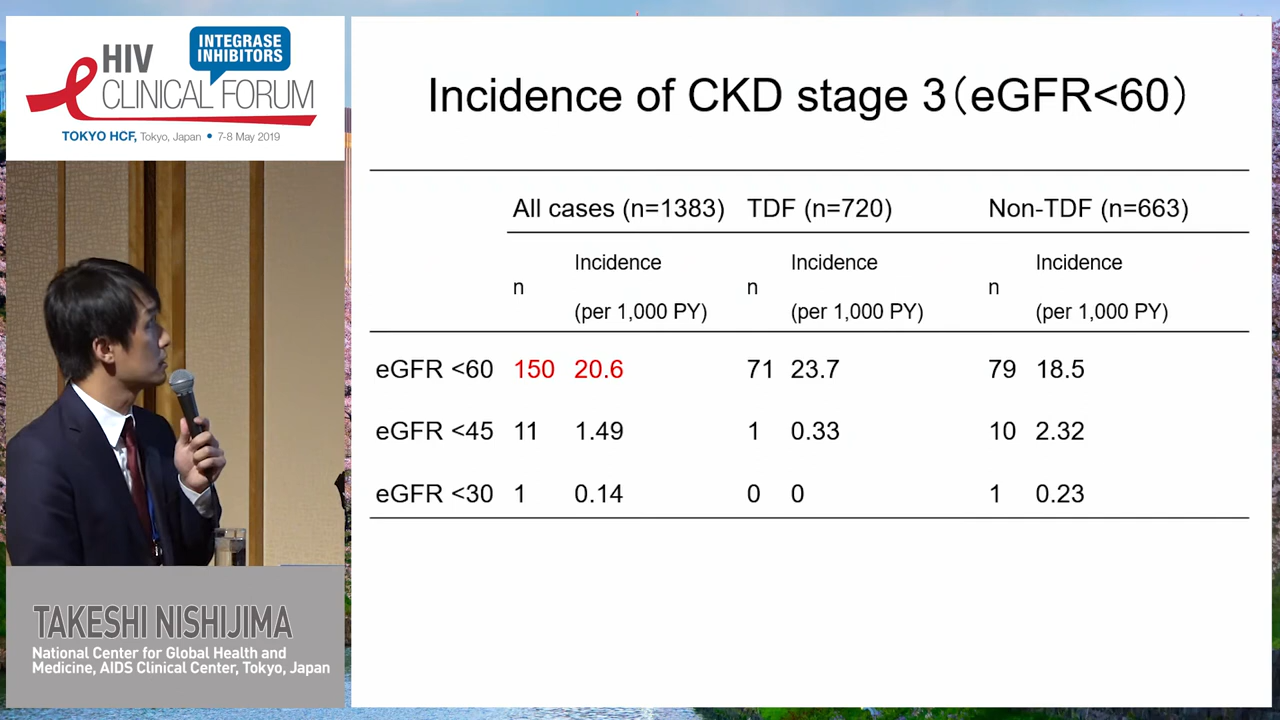 INTEGRASE
INHIBITORS
HIV
CLINICAL FORUM
TOKYO HCF, Tokyo, Japan • 7-8 May 2019
TAKESHI NISHIJIMA
National Center for Global Health and
Medicine, AIDS Clinical Center, Tokyo, Japan
Incidence of CKD stage 3（eGFR<60）
All cases (n=1383) TDF (n=720) Non-TDF (n=663)
n Incidence (per 1,000 PY) n Incidence (per 1,000 PY) n Incidence (per 1,000 PY)
eGFR <60 150 20.6 71 23.7 79 18.5
eGFR <45 11 1.49 1 0.33 10 2.32
eGFR <30 1 0.14 0 0 1 0.23